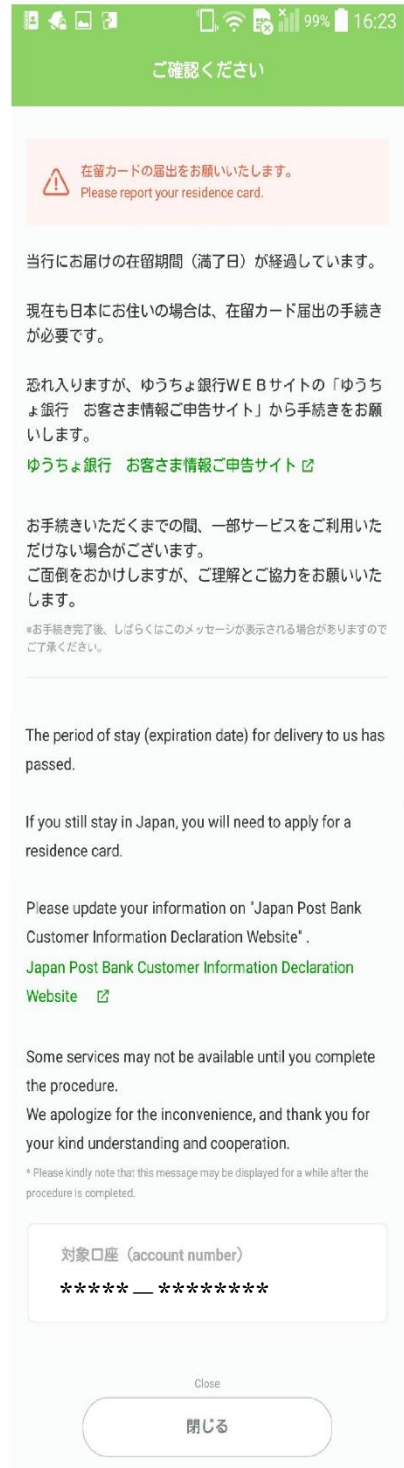 99% 16:23
ご確認ください
在留カードの届出をお願いいたします。
Please report your residence card.
当行にお届けの在留期間（満了日）が経過しています。
現在も日本にお住いの場合は、在留カード届出の手続き
が必要です。
恐れ入りますが、ゆうちょ銀行ＷＥＢサイトの「ゆうち
ょ銀行　お客さま情報ご申告サイト」から手続きをお願
いします。
ゆうちょ銀行　お客さま情報ご申告サイト
お手続きいただくまでの間、一部サービスをご利用いた
だけない場合がございます。
ご面倒をおかけしますが、ご理解とご協力をお願いいた
します。
*お手続き完了後、しばらくはこのメッセージが表示される場合がありますので
ご了承ください。
The period of stay (expiration date) for delivery to us has
passed.
If you still stay in Japan, you will need to apply for a
residence card.
Please update your information on "Japan Post Bank
Customer Information Declaration Website" .
Japan Post Bank Customer Information Declaration
Website
Some services may not be available until you complete
the procedure.
We apologize for the inconvenience, and thank you for
your kind understanding and cooperation.
* Please kindly note that this message may be displayed for a while after the
procedure is completed.
対象口座（account number）
*****―********
Close
閉じる